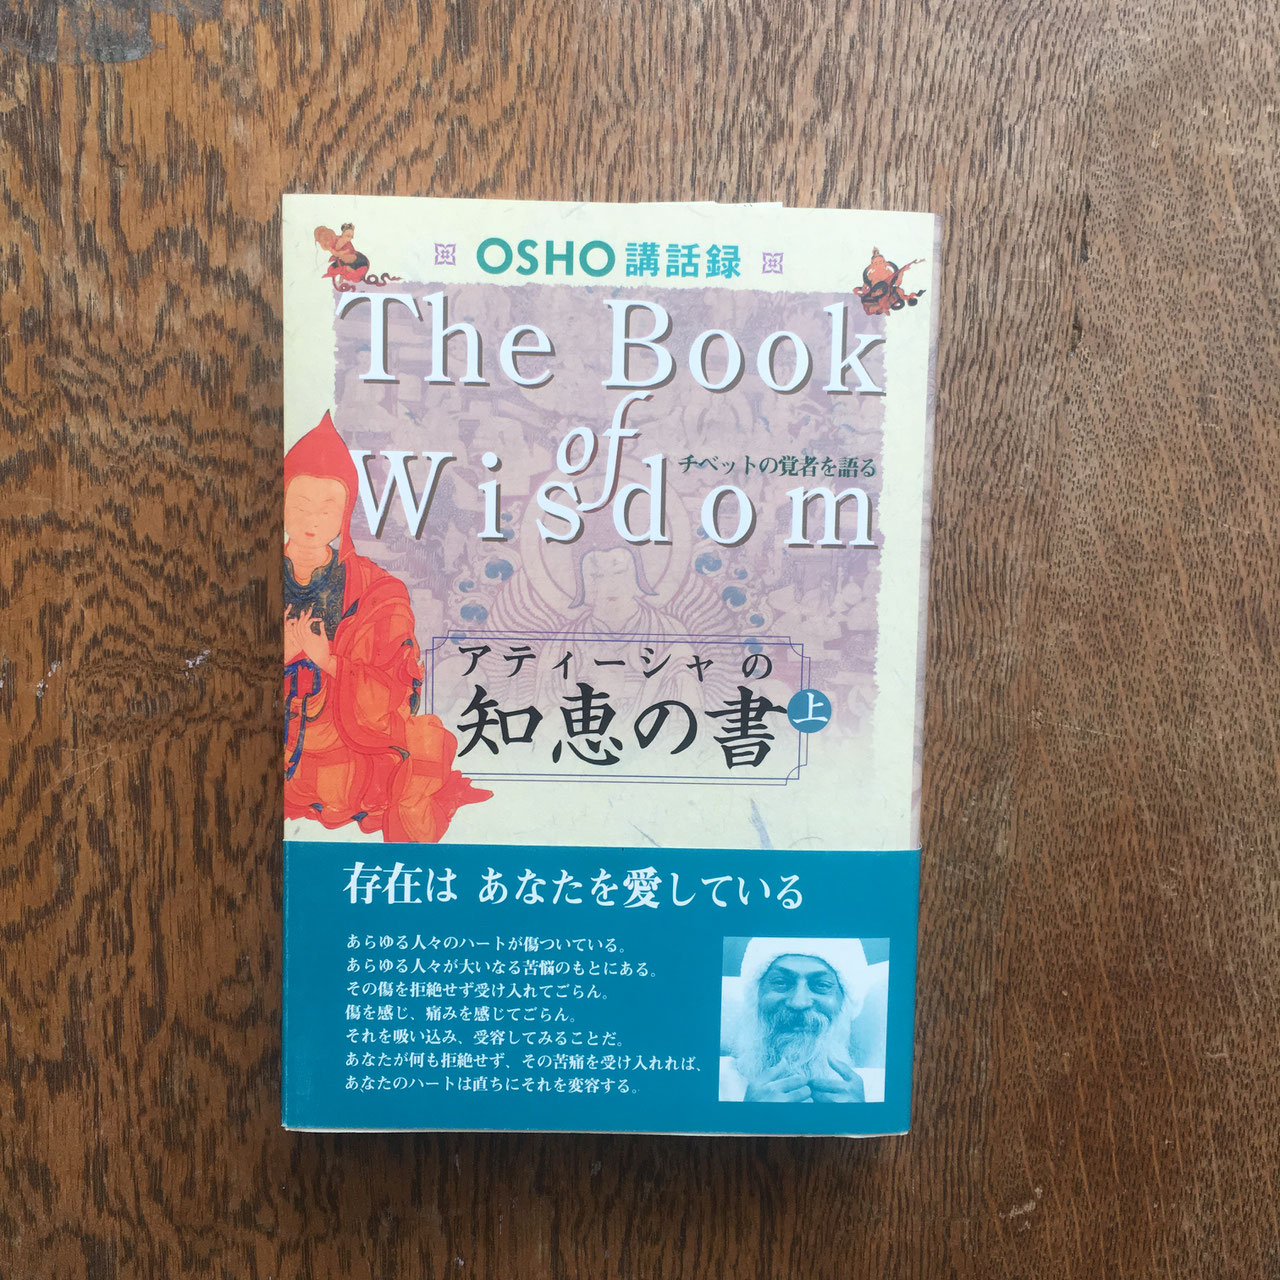 OSHO 講話録
The Book
of
Wisdom
チベットの覚者を語る
アティーシャの
知恵の書 上
存在は あなたを愛している
あらゆる人々のハートが傷ついている。
あらゆる人々が大いなる苦悩のもとにある。
その傷を拒絶せず受け入れてごらん。
傷を感じ、痛みを感じてごらん。
それを吸い込み、受容してみることだ。
あなたが何も拒絶せず、その苦痛を受け入れれば、
あなたのハートは直ちにそれを変容する。